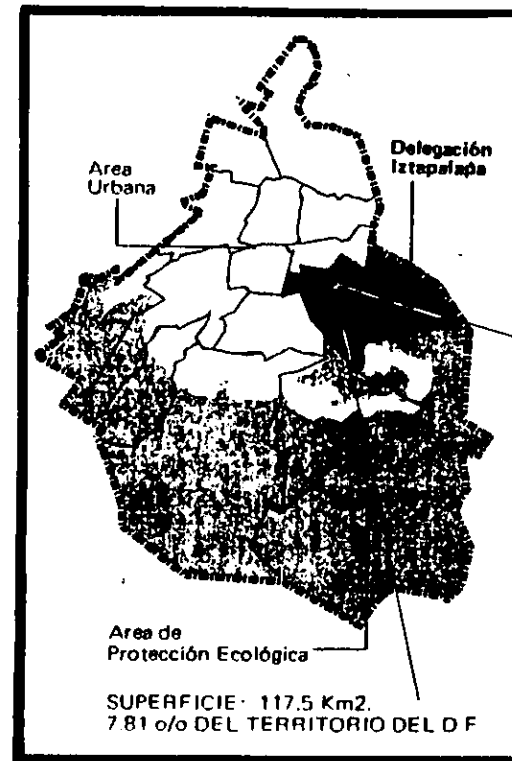 Delegación
Iztapalapa
Area
Urbana
Area de
Protección Ecológica
SUPERFICIE· 117.5 Km2.
7.81 o/o DEL TERRITORIO DEL D F